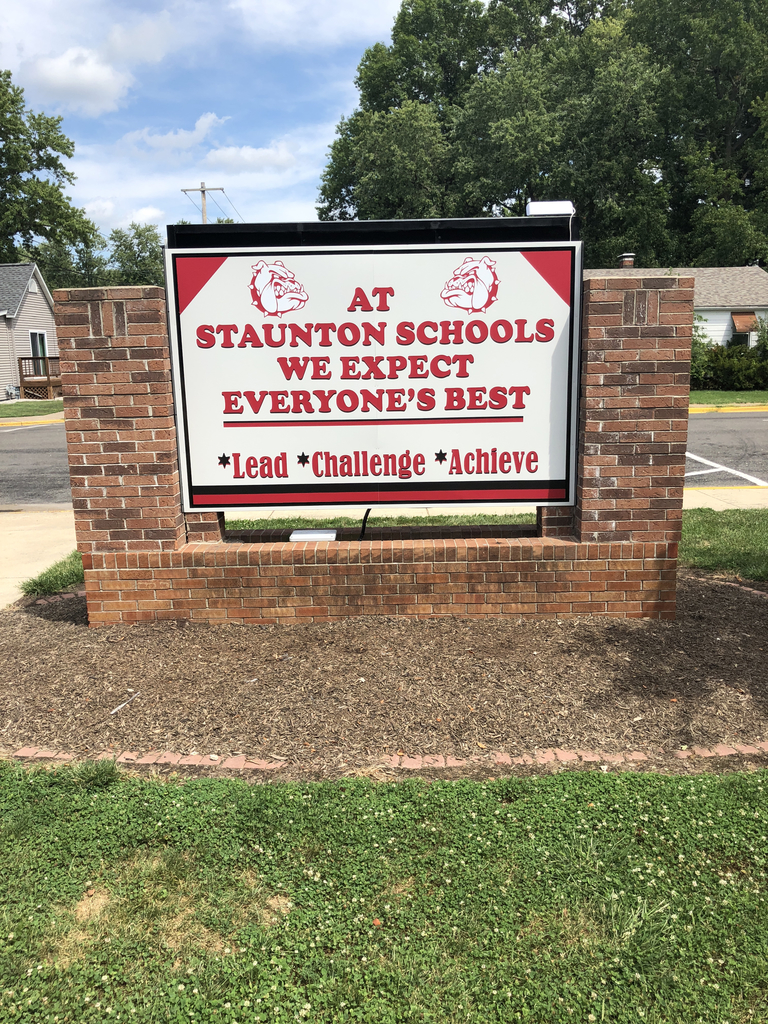 AT
STAUNTON SCHOOLS
WE EXPECT
EVERYONE'S BEST
*Lead *Challenge *Achieve